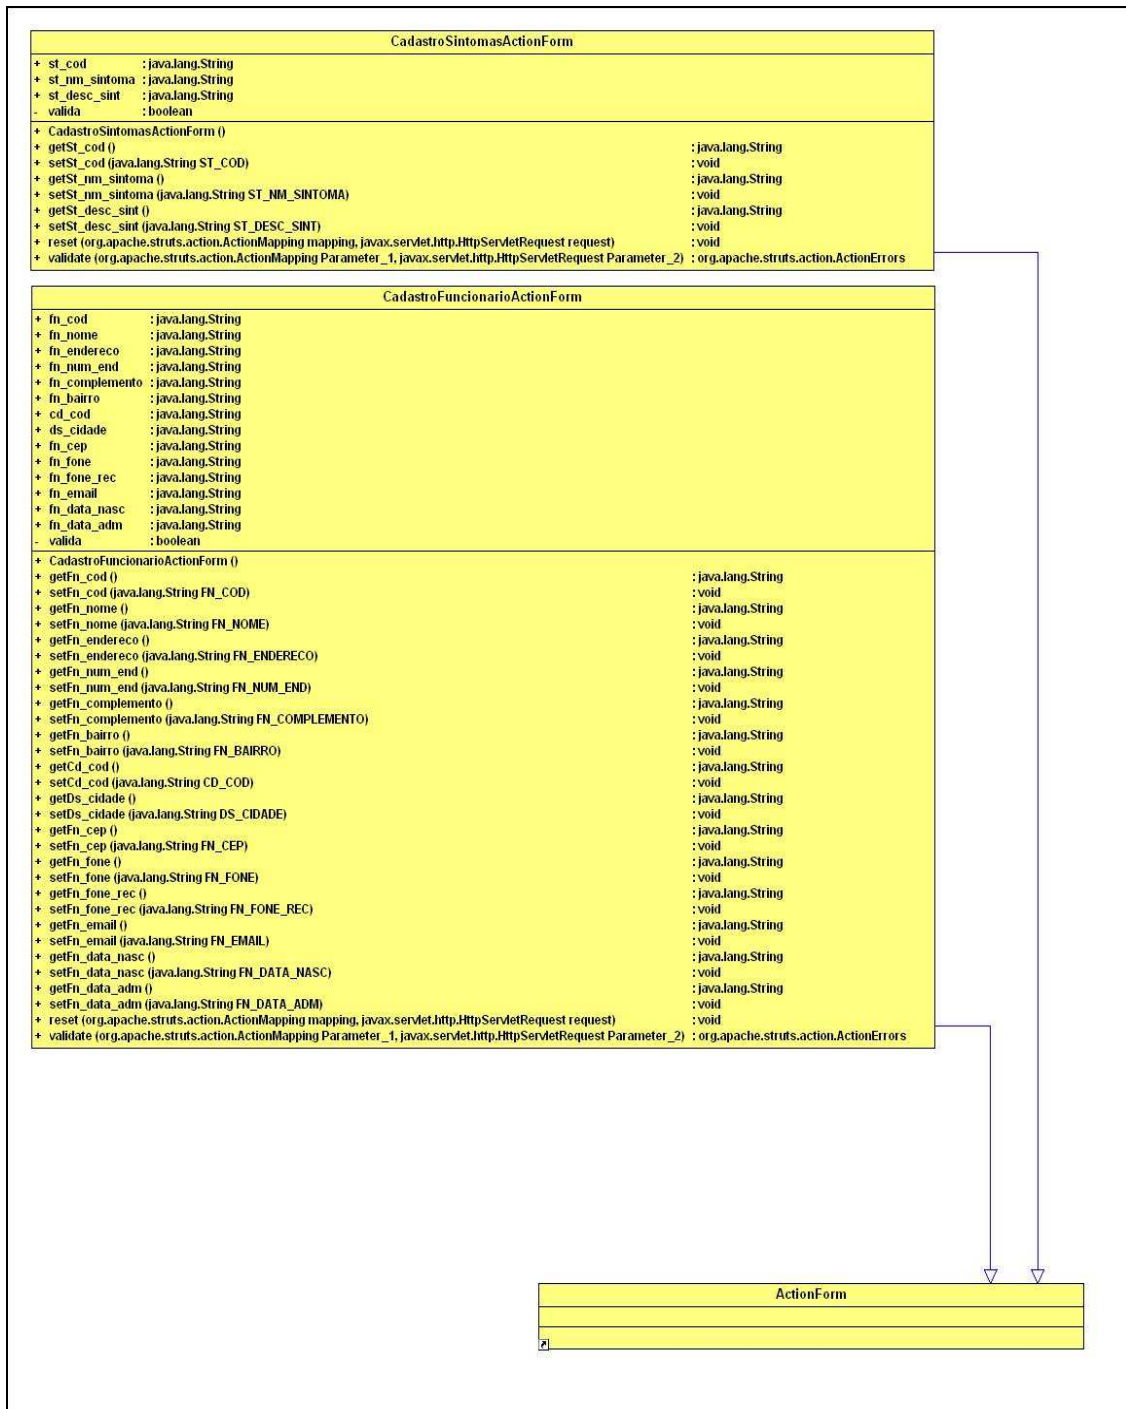 CadastroSintomasActionForm
+ st_cod : java.lang.String
+ st_nm_sintoma : java.lang.String
+ st_desc_sint : java.lang.String
- valida : boolean
+ CadastroSintomasActionForm ()
+ getSt_cod () : java.lang.String
+ setSt_cod (java.lang.String ST_COD) : void
+ getSt_nm_sintoma () : java.lang.String
+ setSt_nm_sintoma (java.lang.String ST_NM_SINTOMA) : void
+ getSt_desc_sint () : java.lang.String
+ setSt_desc_sint (java.lang.String ST_DESC_SINT) : void
+ reset (org.apache.struts.action.ActionMapping mapping, javax.servlet.http.HttpServletRequest request) : void
+ validate (org.apache.struts.action.ActionMapping Parameter_1, javax.servlet.http.HttpServletRequest Parameter_2) : org.apache.struts.action.ActionErrors
CadastroFuncionarioActionForm
+ fn_cod : java.lang.String
+ fn_nome : java.lang.String
+ fn_endereco : java.lang.String
+ fn_num_end : java.lang.String
+ fn_complemento : java.lang.String
+ fn_bairro : java.lang.String
+ cd_cod : java.lang.String
+ ds_cidade : java.lang.String
+ fn_cep : java.lang.String
+ fn_fone : java.lang.String
+ fn_fone_rec : java.lang.String
+ fn_email : java.lang.String
+ fn_data_nasc : java.lang.String
+ fn_data_adm : java.lang.String
- valida : boolean
+ CadastroFuncionarioActionForm ()
+ getFn_cod () : java.lang.String
+ setFn_cod (java.lang.String FN_COD) : void
+ getFn_nome () : java.lang.String
+ setFn_nome (java.lang.String FN_NOME) : void
+ getFn_endereco () : java.lang.String
+ setFn_endereco (java.lang.String FN_ENDERECO) : void
+ getFn_num_end () : java.lang.String
+ setFn_num_end (java.lang.String FN_NUM_END) : void
+ getFn_complemento () : java.lang.String
+ setFn_complemento (java.lang.String FN_COMPLEMENTO) : void
+ getFn_bairro () : java.lang.String
+ setFn_bairro (java.lang.String FN_BAIRRO) : void
+ getCd_cod () : java.lang.String
+ setCd_cod (java.lang.String CD_COD) : void
+ getDs_cidade () : java.lang.String
+ setDs_cidade (java.lang.String DS_CIDADE) : void
+ getFn_cep () : java.lang.String
+ setFn_cep (java.lang.String FN_CEP) : void
+ getFn_fone () : java.lang.String
+ setFn_fone (java.lang.String FN_FONE) : void
+ getFn_fone_rec () : java.lang.String
+ setFn_fone_rec (java.lang.String FN_FONE_REC) : void
+ getFn_email () : java.lang.String
+ setFn_email (java.lang.String FN_EMAIL) : void
+ getFn_data_nasc () : java.lang.String
+ setFn_data_nasc (java.lang.String FN_DATA_NASC) : void
+ getFn_data_adm () : java.lang.String
+ setFn_data_adm (java.lang.String FN_DATA_ADM) : void
+ reset (org.apache.struts.action.ActionMapping mapping, javax.servlet.http.HttpServletRequest request) : void
+ validate (org.apache.struts.action.ActionMapping Parameter_1, javax.servlet.http.HttpServletRequest Parameter_2) : org.apache.struts.action.ActionErrors
ActionForm